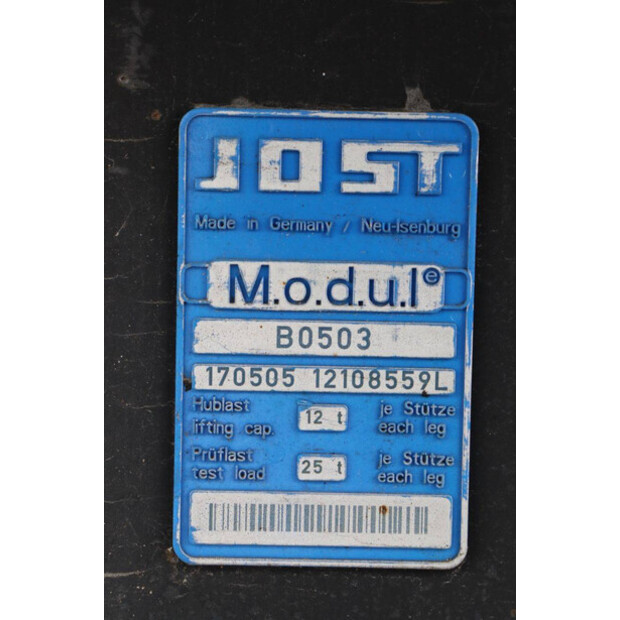 JOST
Made in Germany / Neu-Isenburg
M.o.d.u.l e
B0503
170505 12108559L
Hublast 12 t je Stütze
lifting cap. each leg
Prüflast 25 t je Stütze
test load each leg